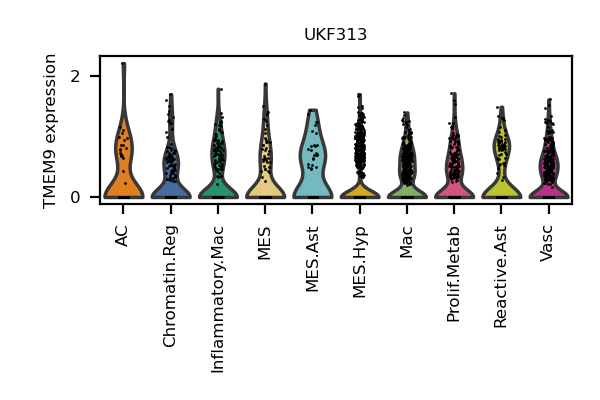 UKF313
TMEM9 expression
2
0
AC
Chromatin.Reg
Inflammatory.Mac
MES
MES.Ast
MES.Hyp
Mac
Prolif.Metab
Reactive.Ast
Vasc